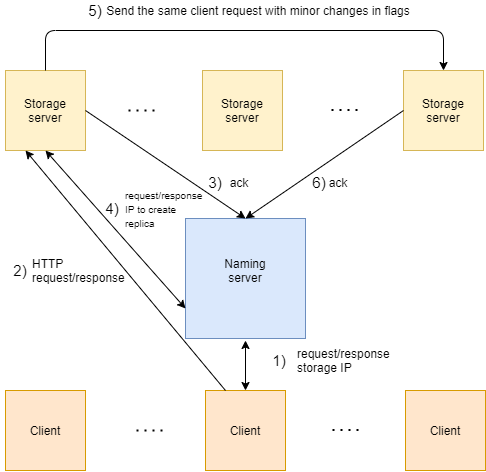 5) Send the same client request with minor changes in flags
Storage
server
....
Storage
server
....
Storage
server
3) ack
6) ack
4) request/response
IP to create
replica
2) HTTP
request/response
Naming
server
1) request/response
storage IP
Client
....
Client
....
Client